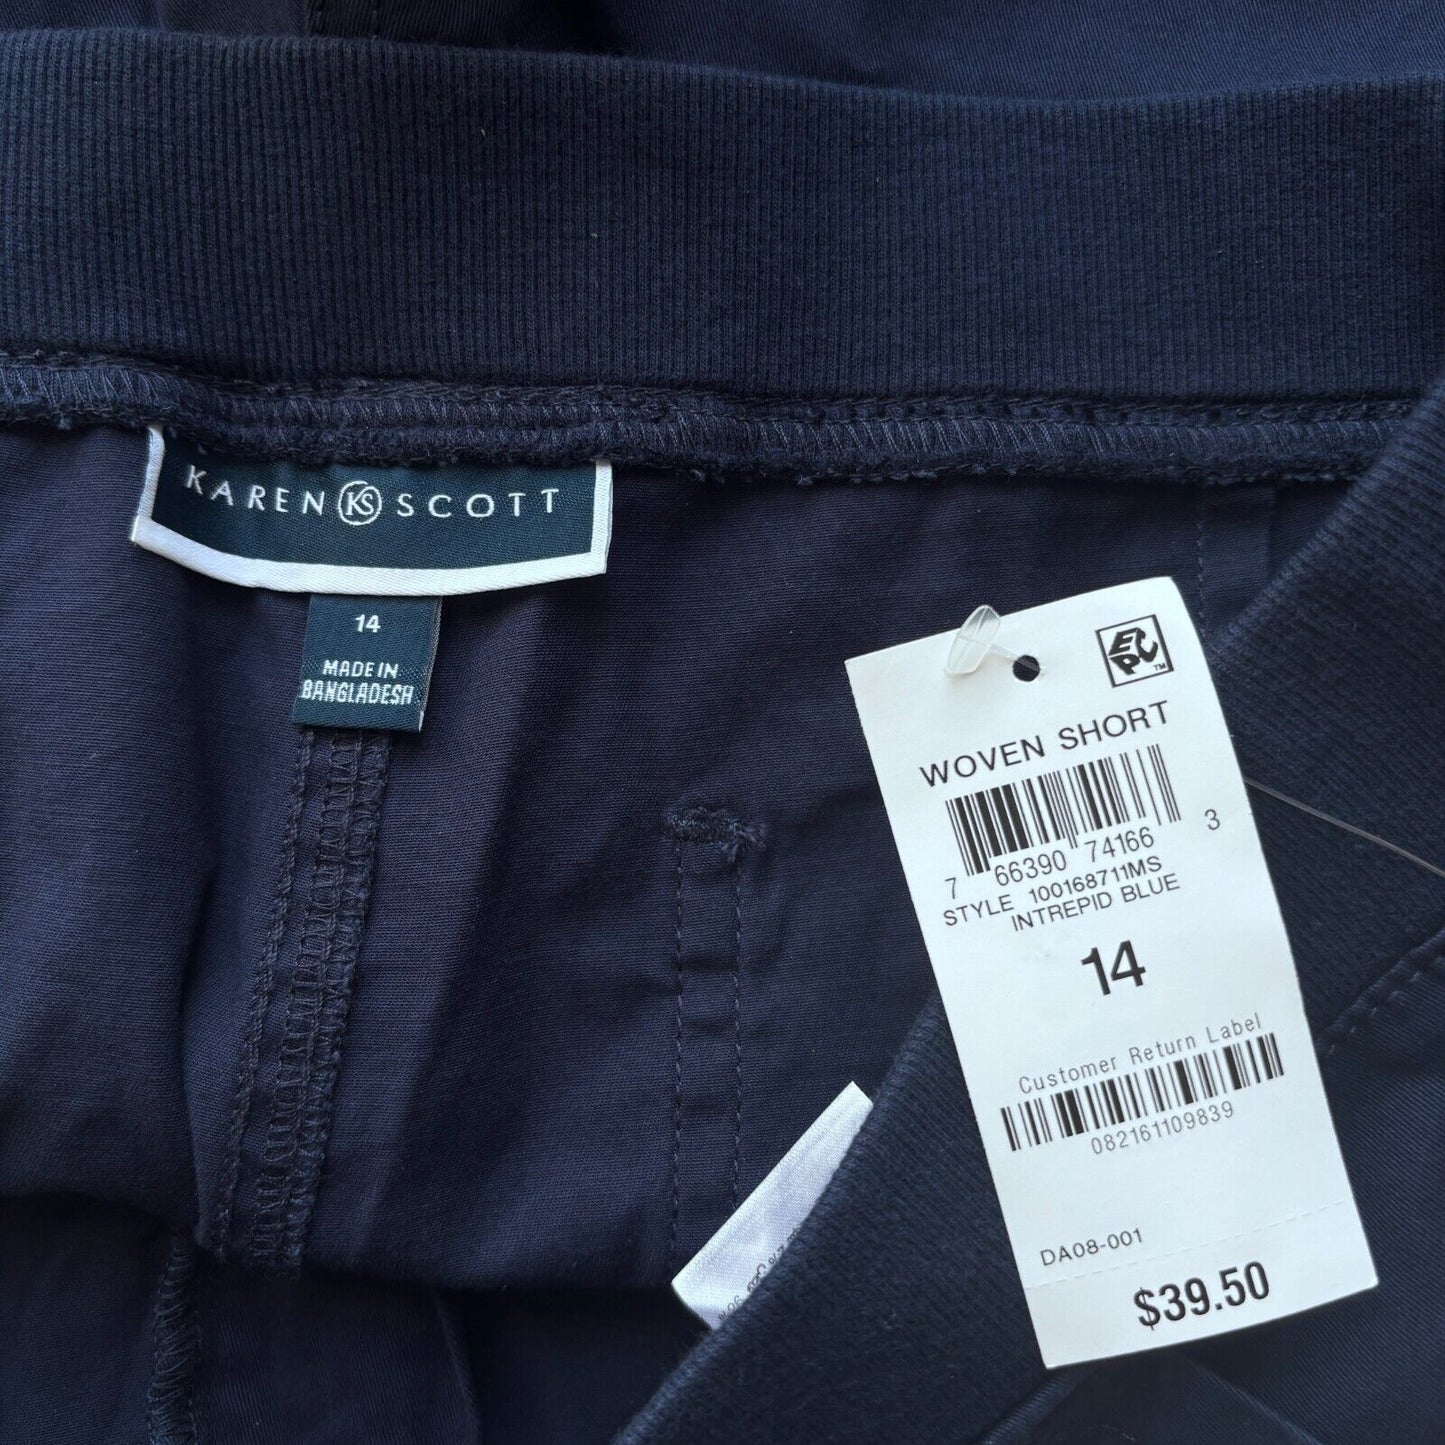 KAREN KS SCOTT
14
MADE IN
BANGLADESH
EPC™
WOVEN SHORT
7 66390 74166 3
STYLE 100168711MS
INTREPID BLUE
14
Customer Return Label
082161109839
DA08-001
$39.50